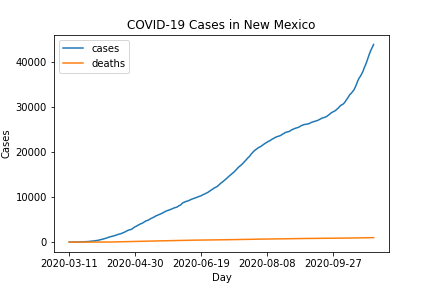 COVID-19 Cases in New Mexico
cases
deaths
Cases
40000
30000
20000
10000
0
2020-03-11 2020-04-30 2020-06-19 2020-08-08 2020-09-27
Day